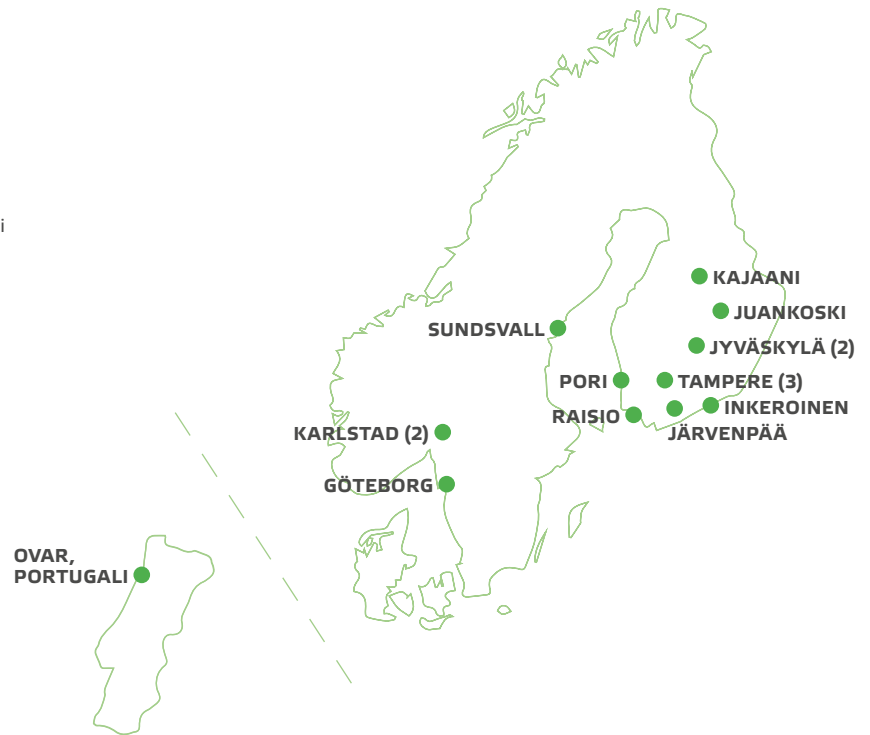 i
KAJAANI
JUANKOSKI
SUNDSVALL
JYVÄSKYLÄ (2)
PORI
TAMPERE (3)
RAISIO
INKEROINEN
JÄRVENPÄÄ
KARLSTAD (2)
GÖTEBORG
OVAR,
PORTUGALI